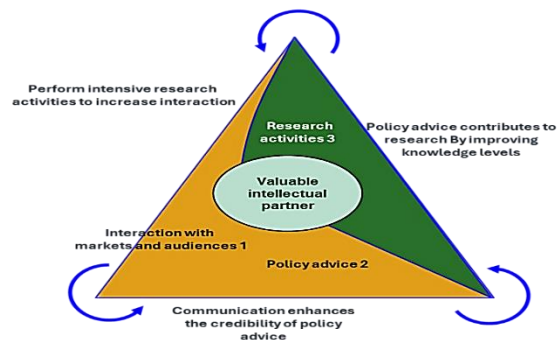 Perform intensive research
activities to increase interaction
Research
activities 3
Policy advice contributes to
research By improving
knowledge levels
Valuable
intellectual
partner
Interaction with
markets and audiences 1
Policy advice 2
Communication enhances
the credibility of policy
advice